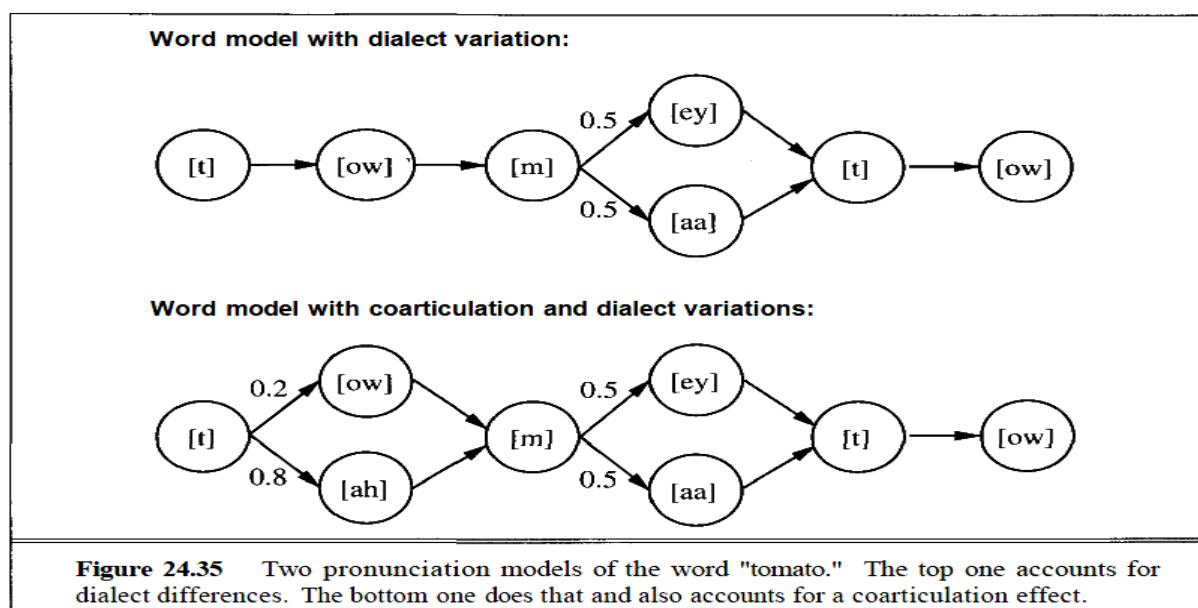 Word model with dialect variation:
[ey]
0.5
[t] [ow] [m] [t] [ow]
0.5
[aa]
Word model with coarticulation and dialect variations:
[ow] [ey]
0.2 0.5
[t] [m] [t] [ow]
0.8 0.5
[ah] [aa]
Figure 24.35 Two pronunciation models of the word "tomato." The top one accounts for
dialect differences. The bottom one does that and also accounts for a coarticulation effect.